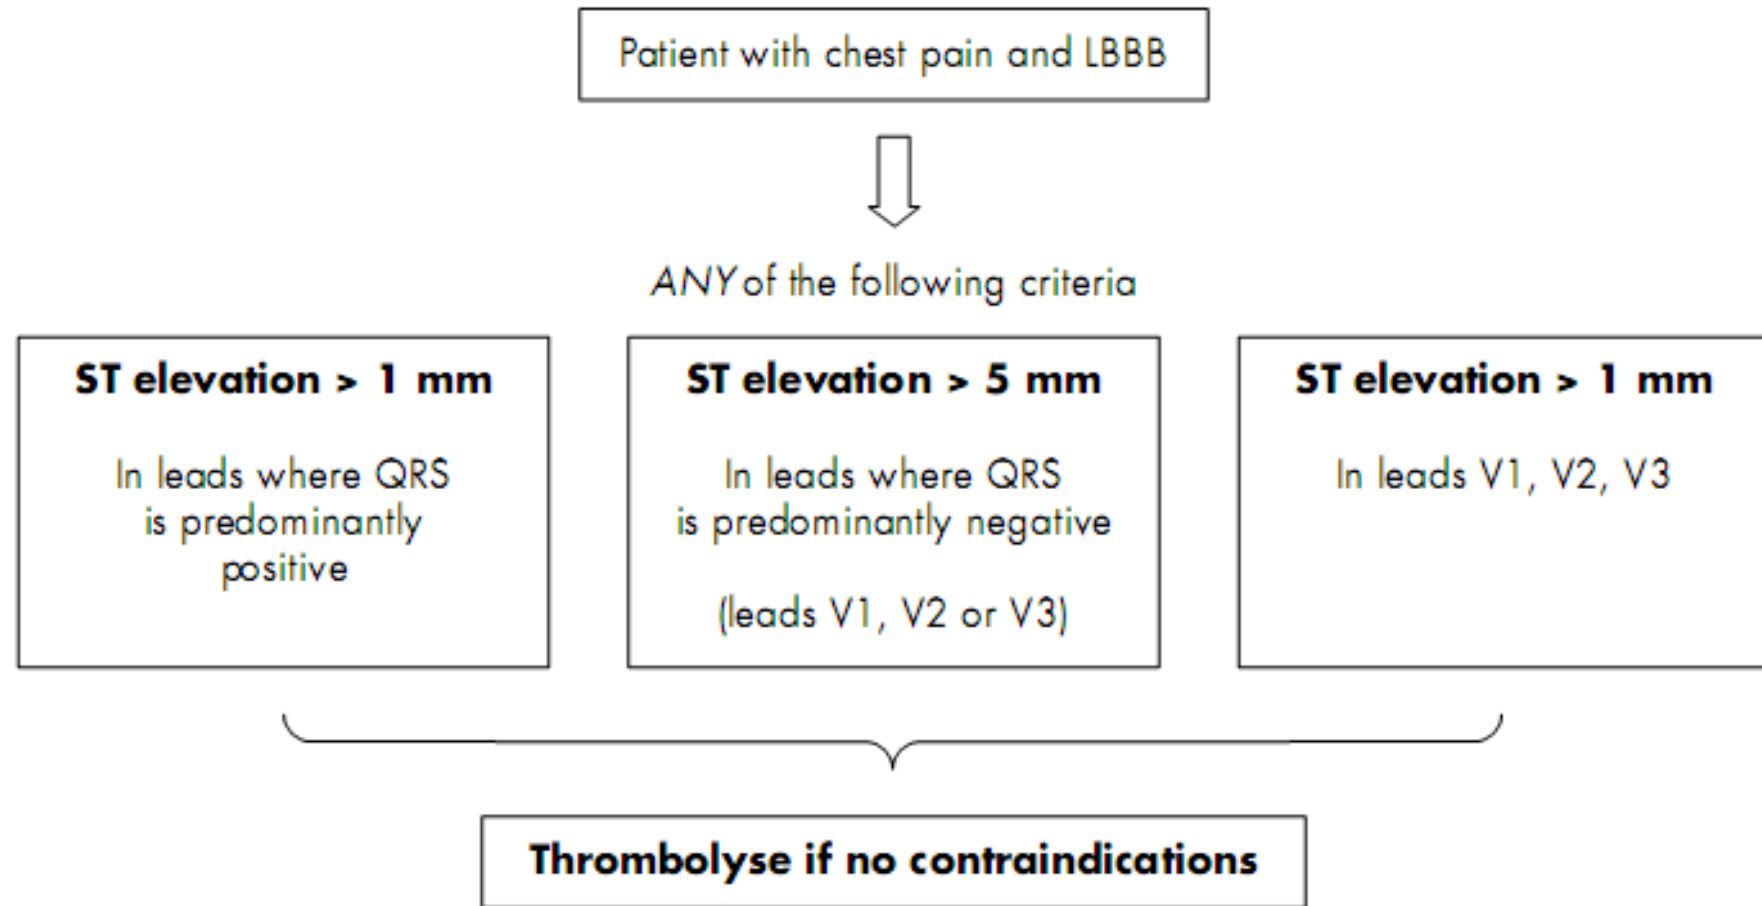 Patient with chest pain and LBBB
ANY of the following criteria
ST elevation > 1 mm
In leads where QRS
is predominantly
positive
ST elevation > 5 mm
In leads where QRS
is predominantly negative
(leads V1, V2 or V3)
ST elevation > 1 mm
In leads V1, V2, V3
Thrombolyse if no contraindications